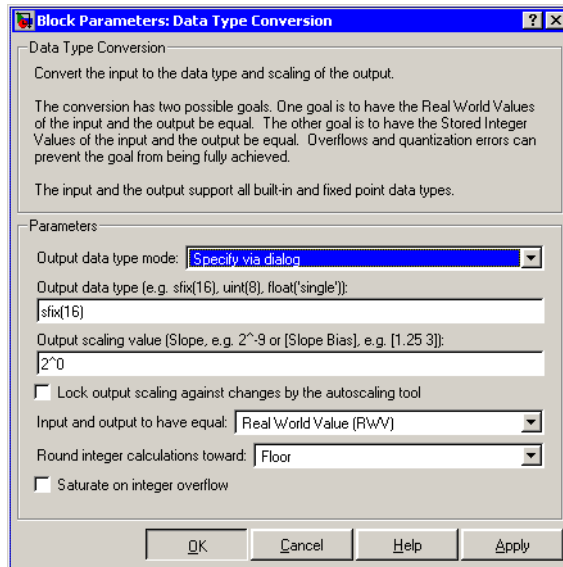 Block Parameters: Data Type Conversion
Data Type Conversion
Convert the input to the data type and scaling of the output.
The conversion has two possible goals. One goal is to have the Real World Values
of the input and the output be equal.  The other goal is to have the Stored Integer
Values of the input and the output be equal.  Overflows and quantization errors can
prevent the goal from being fully achieved.
The input and the output support all built-in and fixed point data types.
Parameters
Output data type mode: Specify via dialog
Output data type (e.g. sfix(16), uint(8), float('single')):
sfix(16)
Output scaling value (Slope, e.g. 2^-9 or [Slope Bias], e.g. [1.25 3]):
2^0
Lock output scaling against changes by the autoscaling tool
Input and output to have equal: Real World Value (RWV)
Round integer calculations toward: Floor
Saturate on integer overflow
OK Cancel Help Apply